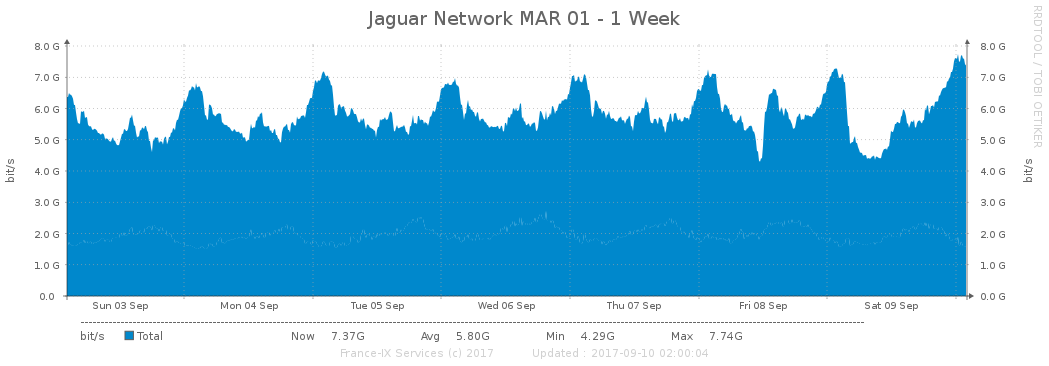 Jaguar Network MAR 01 - 1 Week
RRDTOOL / TOBI OETIKER
8.0 G 8.0 G
7.0 G 7.0 G
6.0 G 6.0 G
5.0 G 5.0 G
4.0 G 4.0 G
3.0 G 3.0 G
2.0 G 2.0 G
1.0 G 1.0 G
0.0 0.0 G
bit/s bit/s
Sun 03 Sep Mon 04 Sep Tue 05 Sep Wed 06 Sep Thu 07 Sep Fri 08 Sep Sat 09 Sep
bit/s Total Now 7.37G Avg 5.80G Min 4.29G Max 7.74G
France-IX Services (c) 2017 Updated : 2017-09-10 02:00:04